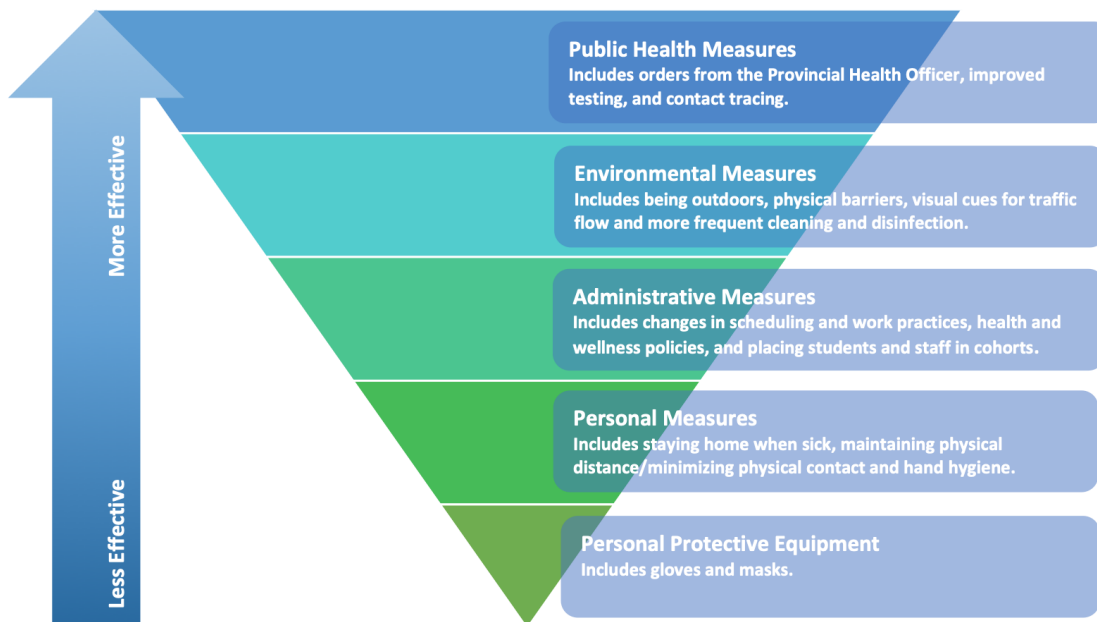 More Effective
Less Effective
Public Health Measures
Includes orders from the Provincial Health Officer, improved
testing, and contact tracing.
Environmental Measures
Includes being outdoors, physical barriers, visual cues for traffic
flow and more frequent cleaning and disinfection.
Administrative Measures
Includes changes in scheduling and work practices, health and
wellness policies, and placing students and staff in cohorts.
Personal Measures
Includes staying home when sick, maintaining physical
distance/minimizing physical contact and hand hygiene.
Personal Protective Equipment
Includes gloves and masks.